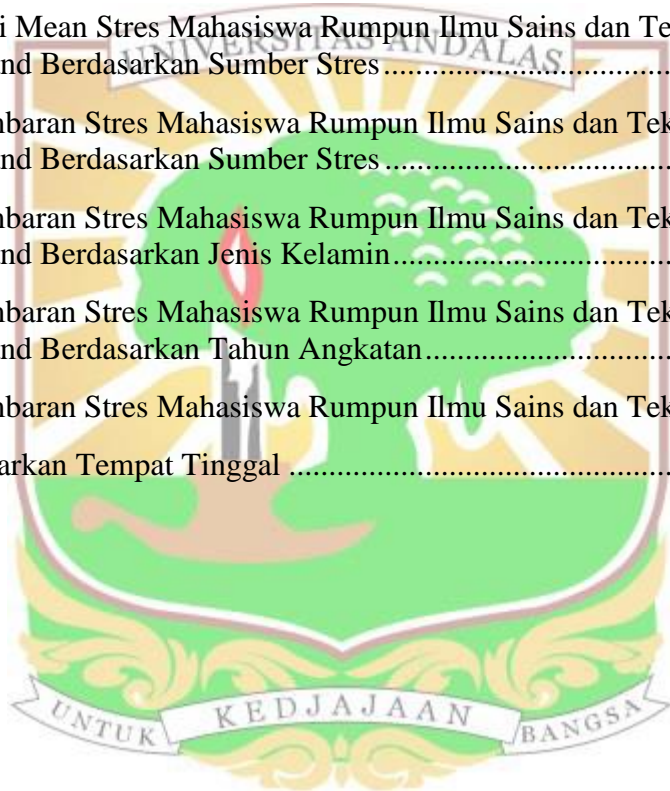 i Mean Stres Mahasiswa Rumpun Ilmu Sains dan Te
UNIVERSITAS ANDALAS
nd Berdasarkan Sumber Stres
baran Stres Mahasiswa Rumpun Ilmu Sains dan Tek
nd Berdasarkan Sumber Stres
baran Stres Mahasiswa Rumpun Ilmu Sains dan Tek
nd Berdasarkan Jenis Kelamin
baran Stres Mahasiswa Rumpun Ilmu Sains dan Tek
nd Berdasarkan Tahun Angkatan
baran Stres Mahasiswa Rumpun Ilmu Sains dan Tek
arkan Tempat Tinggal
UNTUK KEDJAJAAN BANGSA